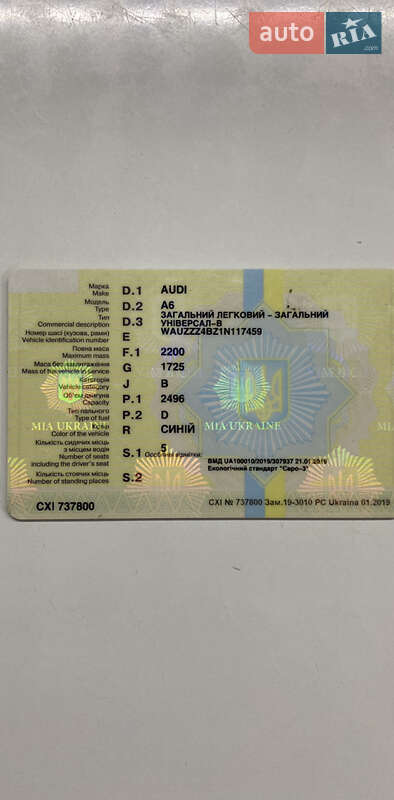 auto RIA .com
Марка
Make D.1 AUDI
Модель
Type D.2 A6
Тип
Commercial description D.3 ЗАГАЛЬНИЙ ЛЕГКОВИЙ - ЗАГАЛЬНИЙ
УНІВЕРСАЛ-В
Номер шасі (кузова, рами)
Vehicle identification number E WAUZZZ4BZ1N117459
Повна маса
Maximum mass F.1 2200
Маса без навантаження
Mass of the vehicle in service G 1725
Категорія
Vehicle category J B
Об'єм двигуна
Capacity P.1 2496
Тип пального
Type of fuel P.2 D
Color of the vehicle R СИНІЙ
MIA UKRAINE MIA UKRAINE
Кількість сидячих місць
з місцем водія
Number of seats
including the driver's seat S.1 5
Особливі відмітки:
ВМД UA100010/2019/307937 21.01.2019
Екологічний стандарт "Євро-3"
Кількість стоячих місць
Number of standing places S.2
CXI 737800
CXI № 737800 Зам.19-3010 РС Ukraina 01.2019